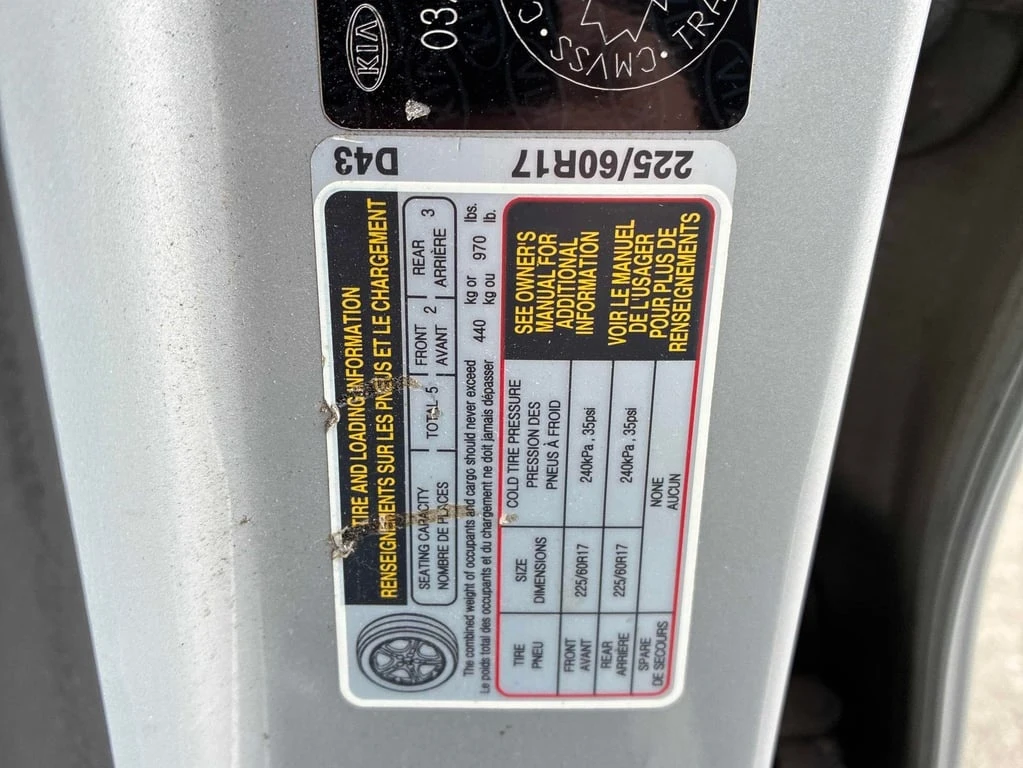 KIA
03
CMVSS
TRA
D43
225/60R17
TIRE AND LOADING INFORMATION
RENSEIGNEMENTS SUR LES PNEUS ET LE CHARGEMENT
SEATING CAPACITY
NOMBRE DE PLACES
TOTAL 5
FRONT
AVANT
2
REAR
ARRIÈRE
3
The combined weight of occupants and cargo should never exceed 440 kg or 970 lbs.
Le poids total des occupants et du chargement ne doit jamais dépasser 440 kg ou 970 lb.
TIRE
PNEU
SIZE
DIMENSIONS
COLD TIRE PRESSURE
PRESSION DES
PNEUS À FROID
FRONT
AVANT
225/60R17
240kPa , 35psi
REAR
ARRIÈRE
225/60R17
240kPa , 35psi
SPARE
DE SECOURS
NONE
AUCUN
SEE OWNER'S
MANUAL FOR
ADDITIONAL
INFORMATION
VOIR LE MANUEL
DE L'USAGER
POUR PLUS DE
RENSEIGNEMENTS